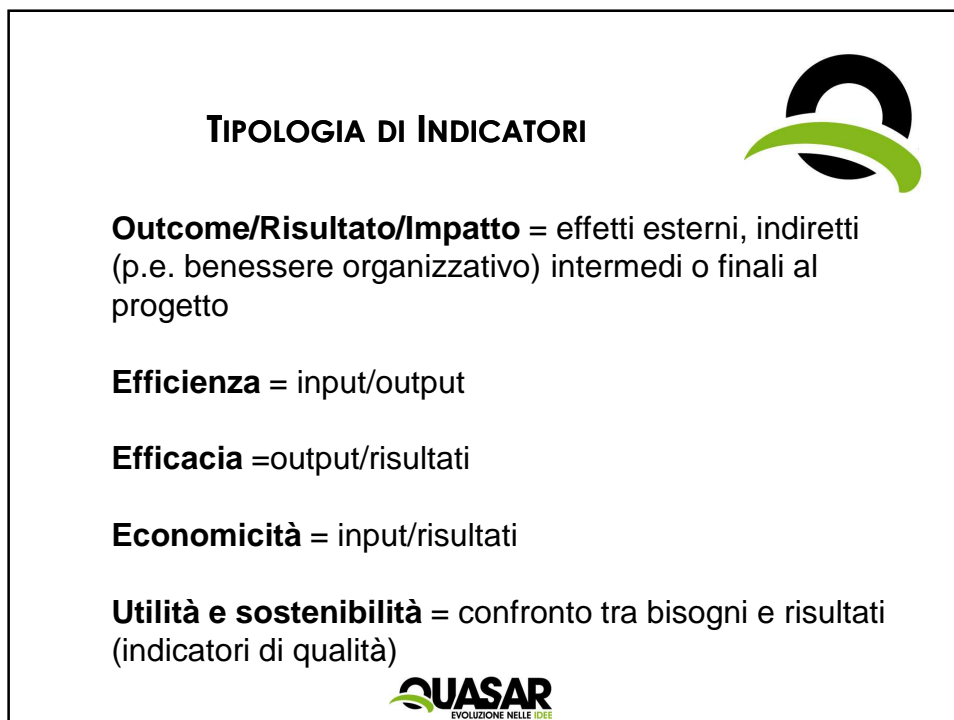 TIPOLOGIA DI INDICATORI
Outcome/Risultato/Impatto = effetti esterni, indiretti
(p.e. benessere organizzativo) intermedi o finali al
progetto
Efficienza = input/output
Efficacia =output/risultati
Economicità = input/risultati
Utilità e sostenibilità = confronto tra bisogni e risultati
(indicatori di qualità)
QUASAR
EVOLUZIONE NELLE IDEE